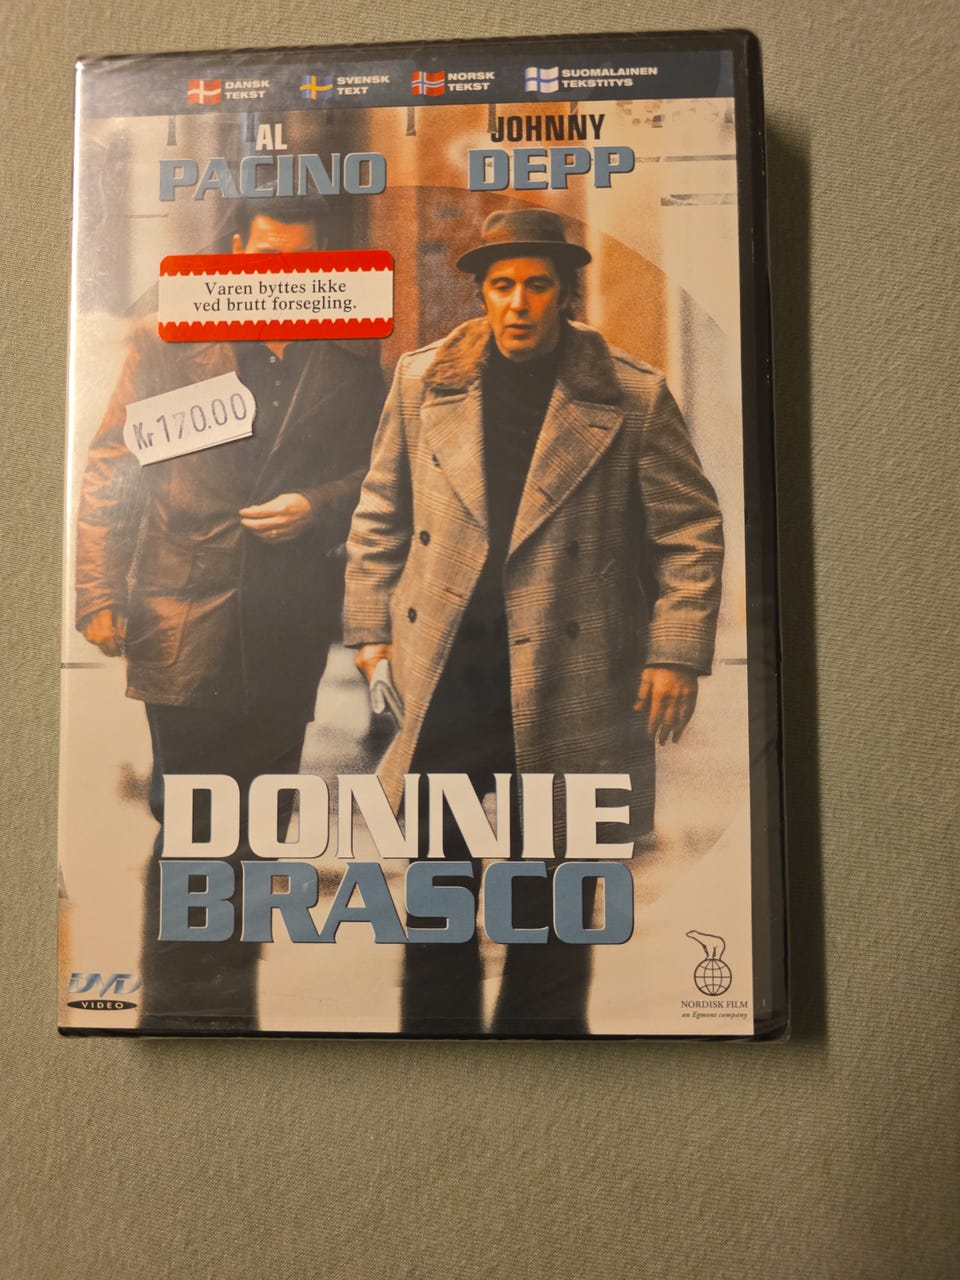 DANSK
TEKST
SVENSK
TEXT
NORSK
TEKST
SUOMALAINEN
TEKSTITYS
AL
PACINO
JOHNNY
DEPP
Varen byttes ikke
ved brutt forsegling.
Kr 170.00
DONNIE
BRASCO
DVD
VIDEO
NORDISK FILM
an Egmont company